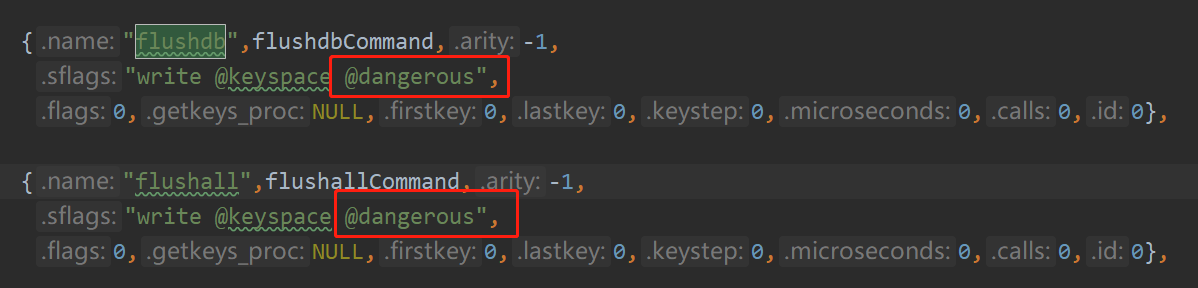 { .name: "flushdb",flushdbCommand, .arity: -1,
.sflags: "write @keyspace @dangerous",
.flags: 0, .getkeys_proc: NULL, .firstkey: 0, .lastkey: 0, .keystep: 0, .microseconds: 0, .calls: 0, .id: 0},
{ .name: "flushall",flushallCommand, .arity: -1,
.sflags: "write @keyspace @dangerous",
.flags: 0, .getkeys_proc: NULL, .firstkey: 0, .lastkey: 0, .keystep: 0, .microseconds: 0, .calls: 0, .id: 0},